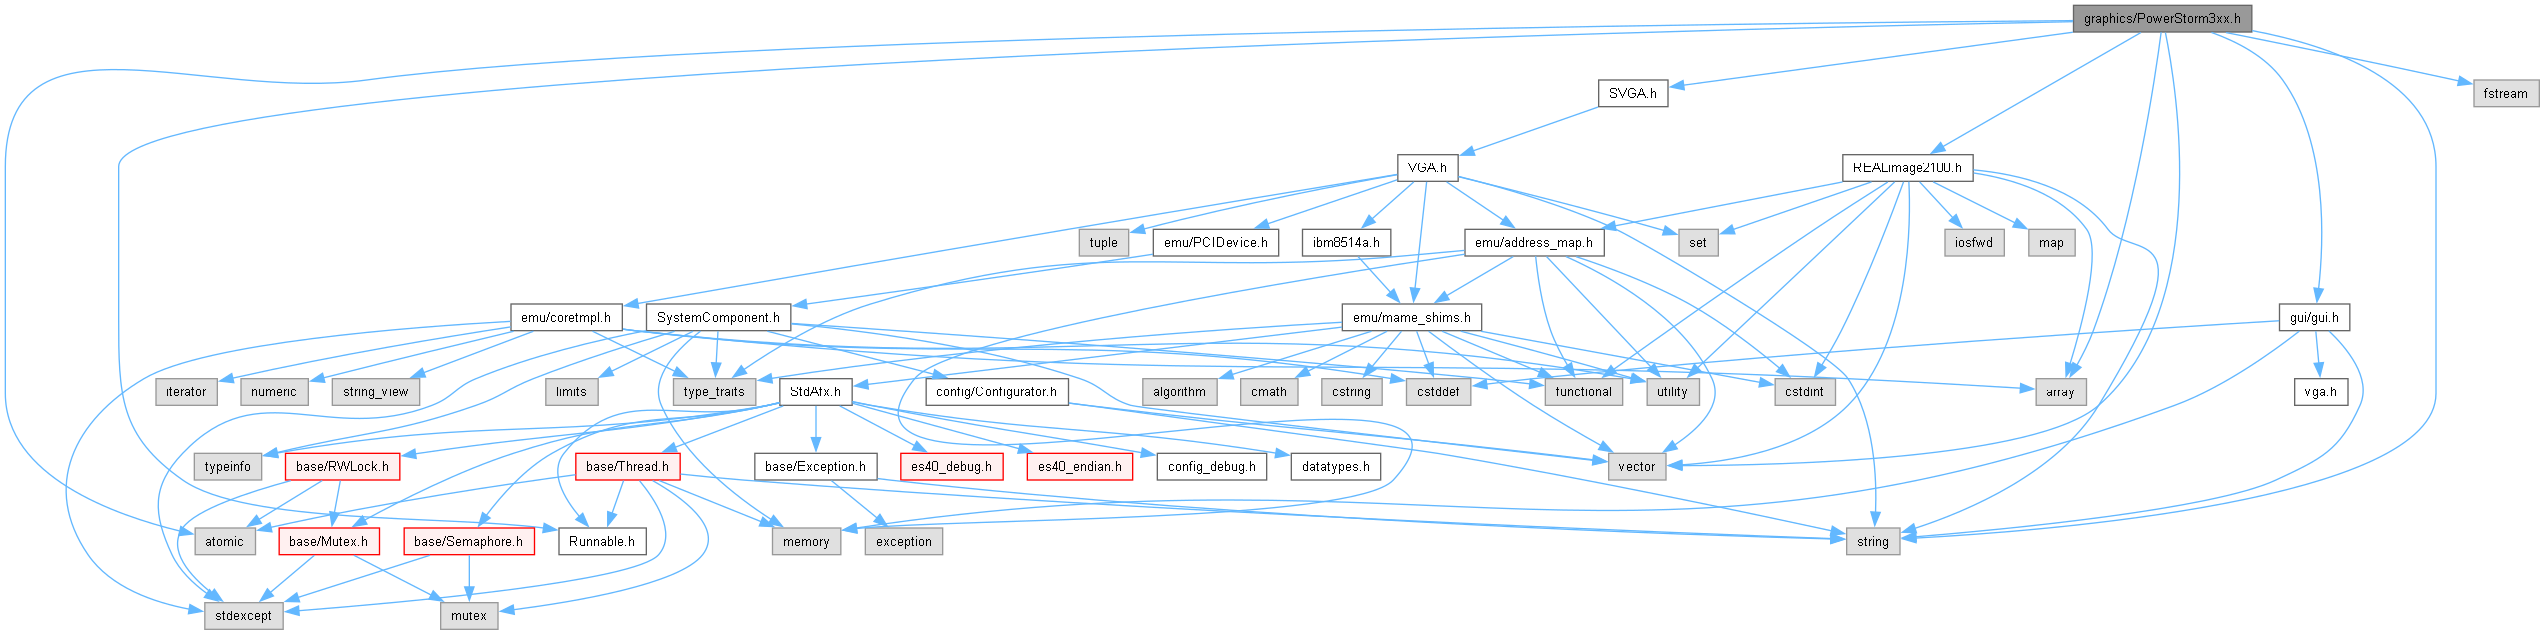 graphics/PowerStorm3xx.h
SVGA.h
fstream
VGA.h
REALimage2100.h
tuple
emu/PCIDevice.h
ibm8514a.h
emu/address_map.h
set
iosfwd
map
emu/coretmpl.h
SystemComponent.h
emu/mame_shims.h
gui/gui.h
iterator
numeric
string_view
limits
type_traits
StdAfx.h
config/Configurator.h
algorithm
cmath
cstring
cstddef
functional
utility
cstdint
array
vga.h
typeinfo
base/RWLock.h
base/Thread.h
base/Exception.h
es40_debug.h
es40_endian.h
config_debug.h
datatypes.h
vector
atomic
base/Mutex.h
base/Semaphore.h
Runnable.h
memory
exception
string
stdexcept
mutex